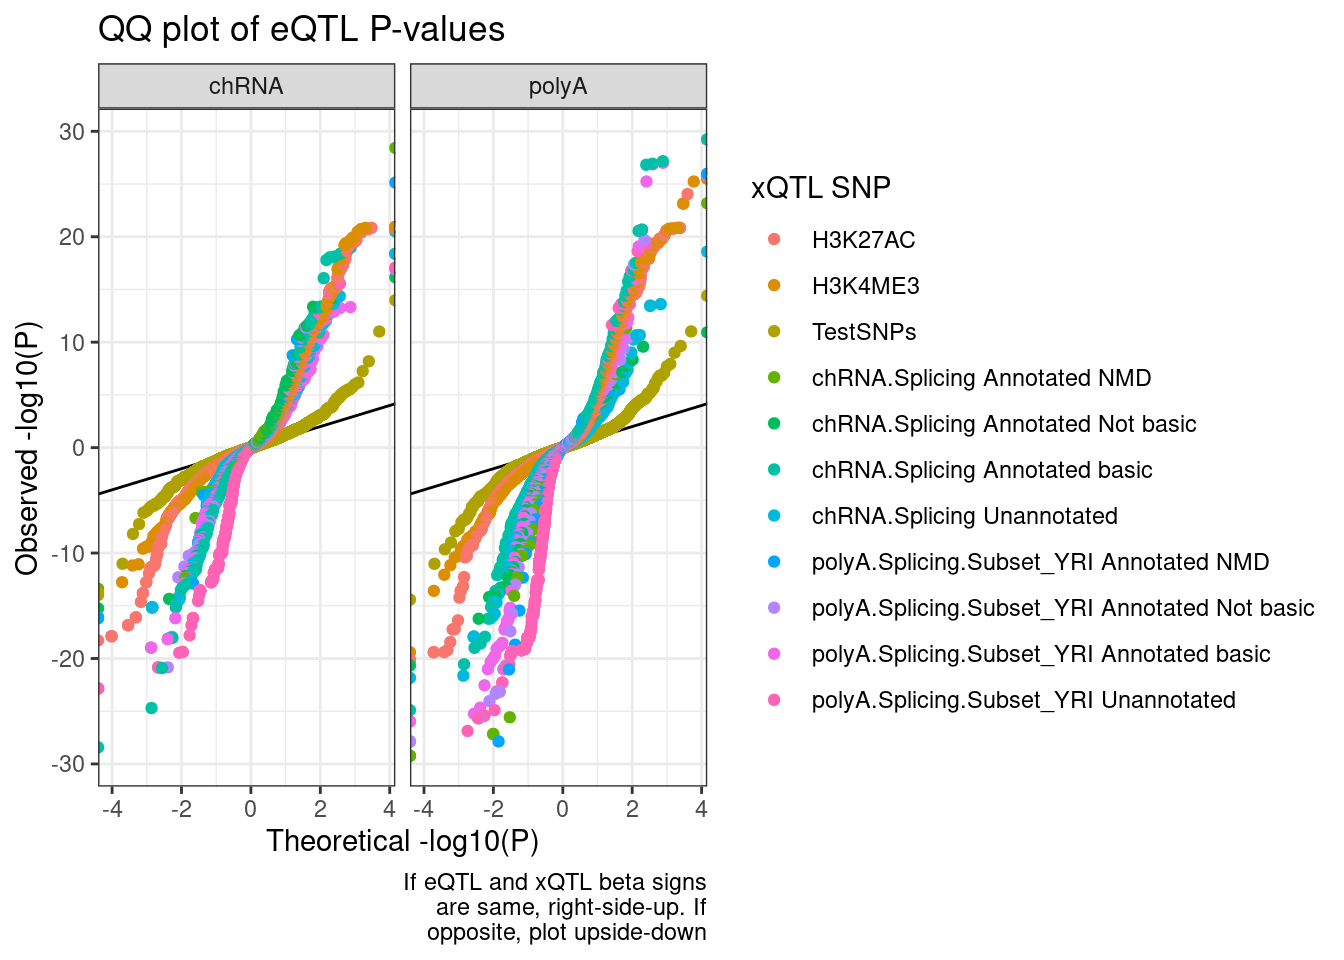 QQ plot of eQTL P-values
chRNA
polyA
30
20
10
0
-10
-20
-30
Observed -log10(P)
-4
-2
0
2
4
-4
-2
0
2
4
Theoretical -log10(P)
If eQTL and xQTL beta signs
are same, right-side-up. If
opposite, plot upside-down
xQTL SNP
H3K27AC
H3K4ME3
TestSNPs
chRNA.Splicing Annotated NMD
chRNA.Splicing Annotated Not basic
chRNA.Splicing Annotated basic
chRNA.Splicing Unannotated
polyA.Splicing.Subset_YRI Annotated NMD
polyA.Splicing.Subset_YRI Annotated Not basic
polyA.Splicing.Subset_YRI Annotated basic
polyA.Splicing.Subset_YRI Unannotated